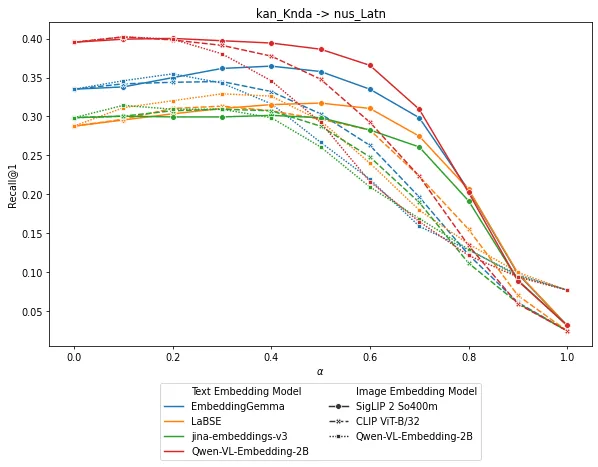 kan_Knda -> nus_Latn
Recall@1
0.40
0.35
0.30
0.25
0.20
0.15
0.10
0.05
0.0 0.2 0.4 0.6 0.8 1.0
α
Text Embedding Model
EmbeddingGemma
LaBSE
jina-embeddings-v3
Qwen-VL-Embedding-2B
Image Embedding Model
SigLIP 2 So400m
CLIP ViT-B/32
Qwen-VL-Embedding-2B